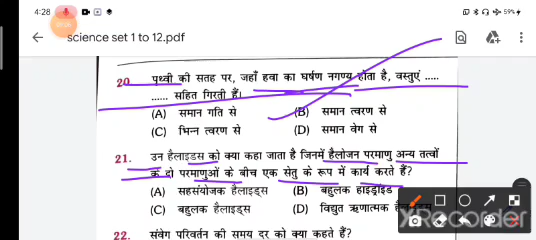 4:28
59%
science set 1 to 12.pdf
20. पृथ्वी की सतह पर, जहाँ हवा का घर्षण नगण्य होता है, वस्तुएं .....
...... सहित गिरती हैं।
(A) समान गति से (B) समान त्वरण से
(C) भिन्न त्वरण से (D) समान वेग से
21. उन हैलाइडस को क्या कहा जाता है जिनमें हैलोजन परमाणु अन्य तत्वों
के दो परमाणुओं के बीच एक सेतु के रूप में कार्य करते हैं?
(A) सहसंयोजक हैलाइड्स (B) बहुलक हाइड्रॉइड
(C) बहुलक हैलाइड्स (D) विद्युत ऋणात्मक
22. संवेग परिवर्तन की समय दर को क्या कहते हैं?